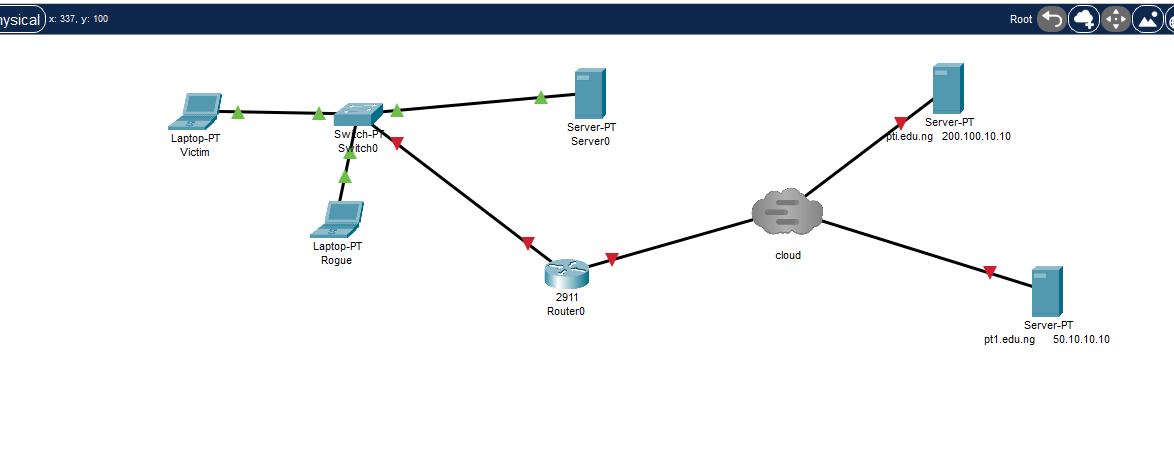 hysical x: 337, y: 100
Root
Laptop-PT
Victim
Switch-PT
Switch0
Server-PT
Server0
Laptop-PT
Rogue
2911
Router0
cloud
Server-PT
pti.edu.ng 200.100.10.10
Server-PT
pt1.edu.ng 50.10.10.10